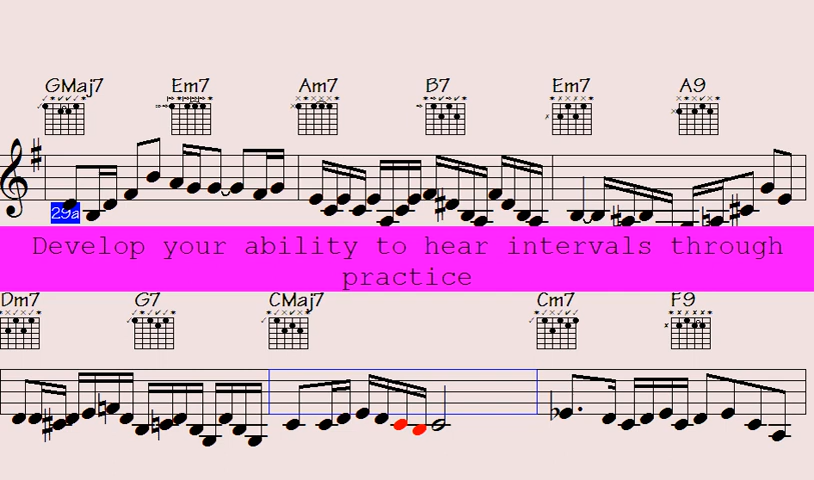 GMaj7 Em7 Am7 B7 Em7 A9
29a
Develop your ability to hear intervals through
practice
Dm7 G7 CMaj7 Cm7 F9